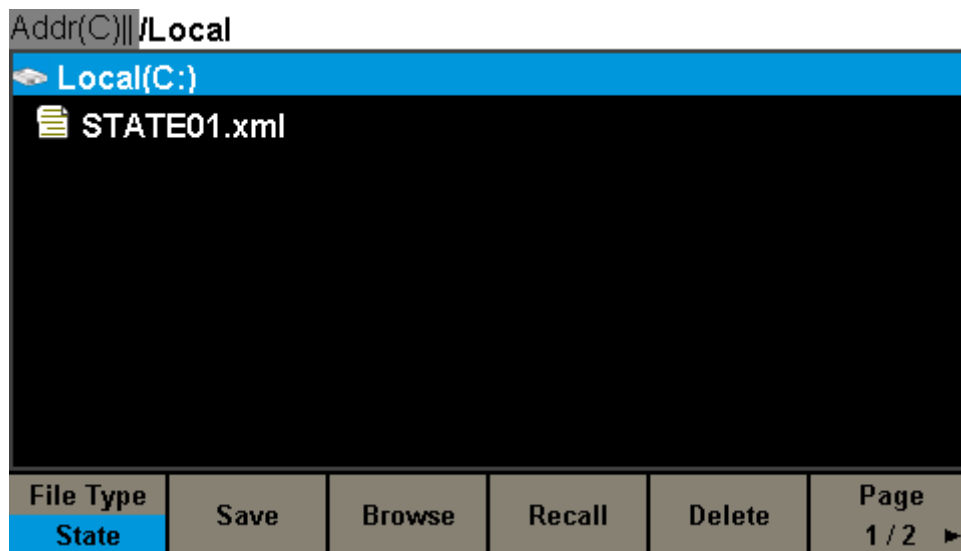 Addr(C)|| /Local
Local(C:)
STATE01.xml
File Type
State
Save
Browse
Recall
Delete
Page
1/2 ►